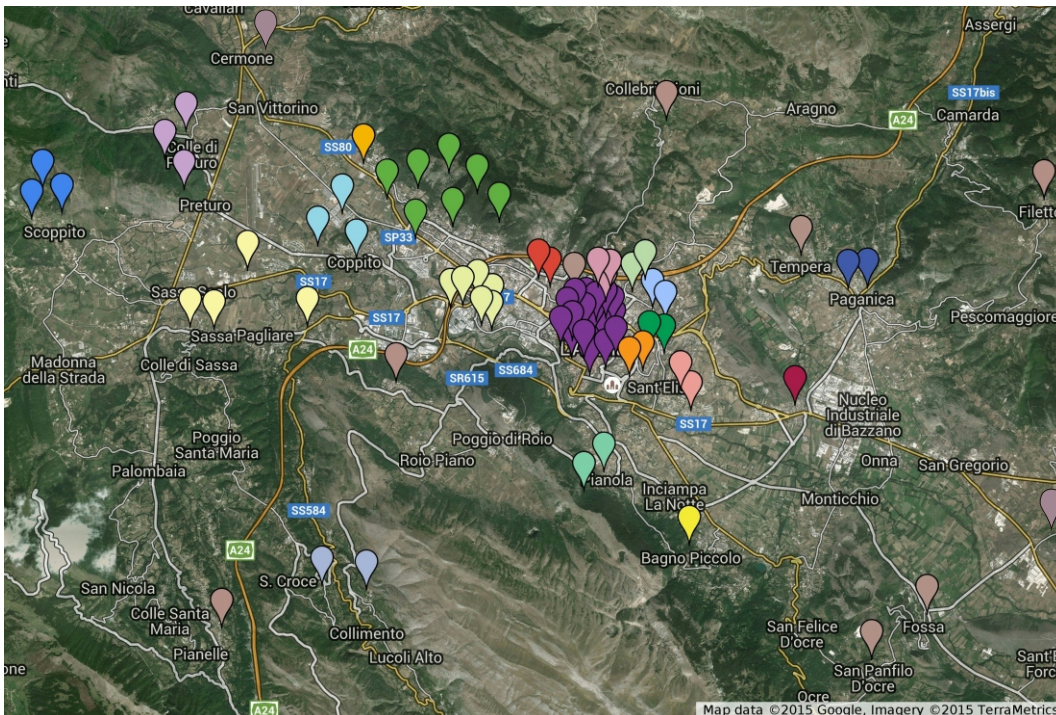 Cavallari
Assergi
Cermone
SS17bis
San Vittorino
Aragno
A24
Camarda
SS80
Preturo
Scoppito
SP33
Coppito
Tempera
SS17
Paganica
Pescomaggiore
Sassa
Pagliare
SS17
Madonna
della Strada
Colle di Sassa
A24
SR615
SS684
Sant'Eli
SS17
Nucleo
Industriale
di Bazzano
Poggio
Santa Maria
Poggio di Roio
Roio Piano
Onna
San Gregorio
Palombaia
Inciampa
La Notte
Monticchio
SS584
A24
Bagno Piccolo
San Nicola
S. Croce
Colle Santa
Maria
Collimento
Pianelle
Lucoli Alto
San Felice
D'ocre
Fossa
San Panfilo
D'ocre
Ocre
A24
Map data ©2015 Google, Imagery ©2015 TerraMetrics